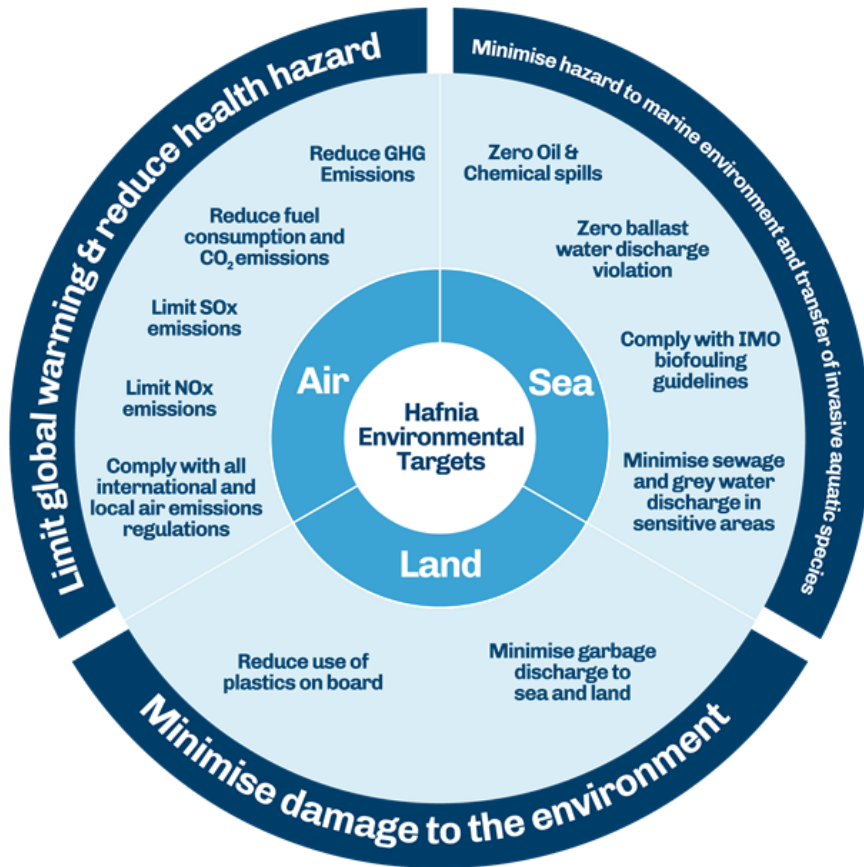 Limit global warming & reduce health hazard
Minimise hazard to marine environment and transfer of invasive aquatic species
Reduce GHG
Emissions
Reduce fuel
consumption and
CO₂ emissions
Limit SOx
emissions
Limit NOx
emissions
Comply with all
international and
local air emissions
regulations
Zero Oil &
Chemical spills
Zero ballast
water discharge
violation
Comply with IMO
biofouling
guidelines
Minimise sewage
and grey water
discharge in
sensitive areas
Air
Sea
Hafnia
Environmental
Targets
Land
Reduce use of
plastics on board
Minimise garbage
discharge to
sea and land
Minimise damage to the environment